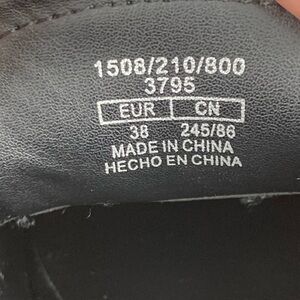 1508/210/800
3795
EUR CN
38 245/86
MADE IN CHINA
HECHO EN CHINA